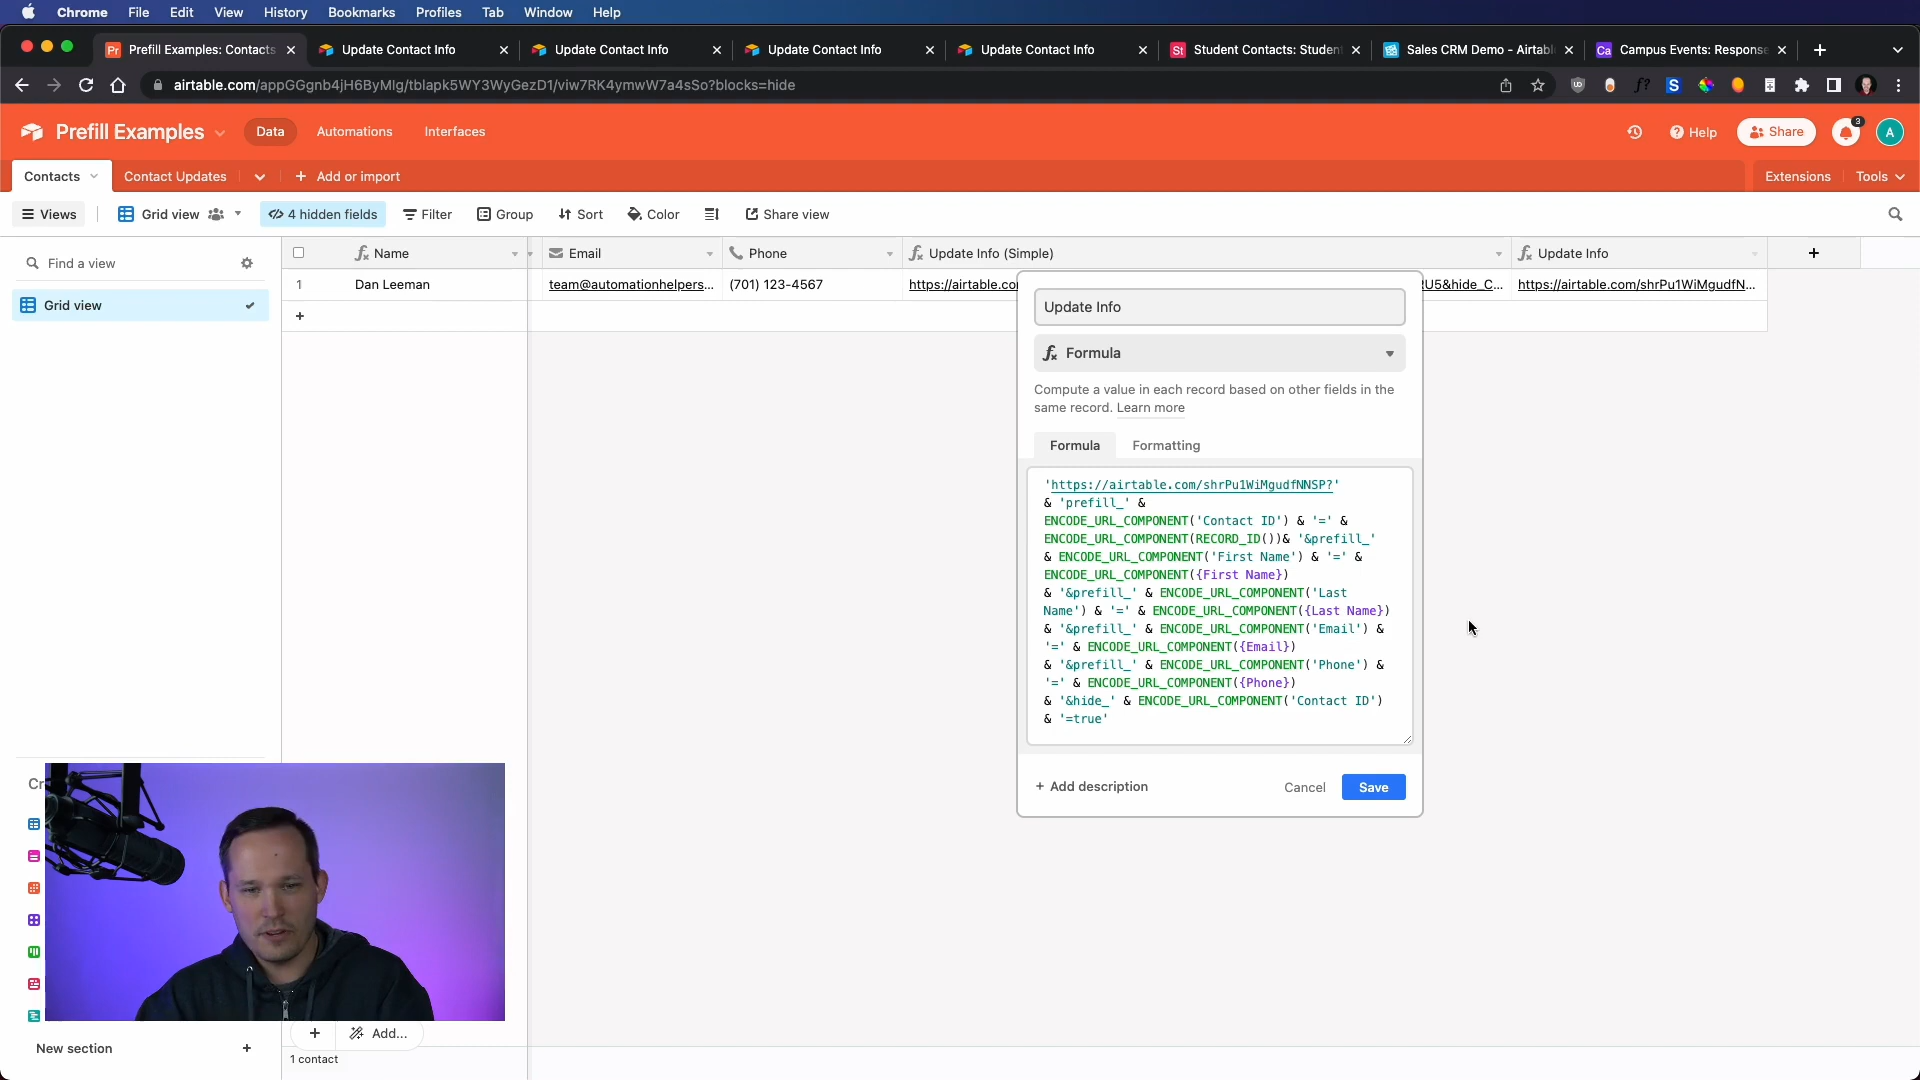 Chrome File Edit View History Bookmarks Profiles Tab Window Help
Pr Prefill Examples: Contacts Update Contact Info Update Contact Info Update Contact Info Update Contact Info St Student Contacts: Studen Sales CRM Demo - Airtabl Ca Campus Events: Response
airtable.com/appGGgnb4jH6ByMlg/tblapk5WY3WyGezD1/viw7RK4ymwW7a4sSo?blocks=hide
Prefill Examples Data Automations Interfaces Help Share 3 A
Contacts Contact Updates + Add or import Extensions Tools
Views Grid view 4 hidden fields Filter Group Sort Color Share view
Find a view
Name Email Phone Update Info (Simple) Update Info +
1 Dan Leeman team@automationhelpers... (701) 123-4567 https://airtable.co RU5&hide_C... https://airtable.com/shrPu1WiMgudfN...
Grid view
+
Update Info
Formula
Compute a value in each record based on other fields in the
same record. Learn more
Formula Formatting
'https://airtable.com/shrPu1WiMgudfNNSP?'
& 'prefill_' &
ENCODE_URL_COMPONENT('Contact ID') & '=' &
ENCODE_URL_COMPONENT(RECORD_ID())& '&prefill_'
& ENCODE_URL_COMPONENT('First Name') & '=' &
ENCODE_URL_COMPONENT({First Name})
& '&prefill_' & ENCODE_URL_COMPONENT('Last
Name') & '=' & ENCODE_URL_COMPONENT({Last Name})
& '&prefill_' & ENCODE_URL_COMPONENT('Email') &
'=' & ENCODE_URL_COMPONENT({Email})
& '&prefill_' & ENCODE_URL_COMPONENT('Phone') &
'=' & ENCODE_URL_COMPONENT({Phone})
& '&hide_' & ENCODE_URL_COMPONENT('Contact ID')
& '=true'
+ Add description Cancel Save
Cr
+ Add...
New section +
1 contact